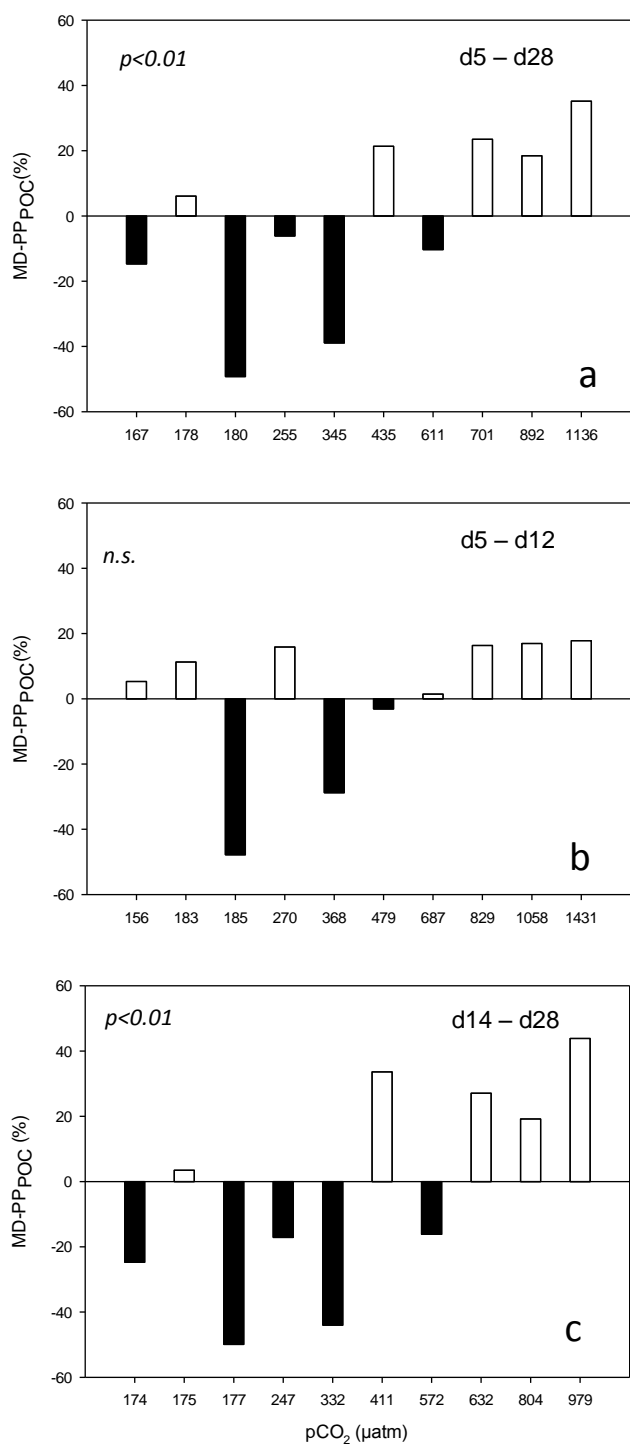 60
p<0.01 d5 – d28
40
20
MD-PP_POC(%)
0
-20
-40
a
-60
167 178 180 255 345 435 611 701 892 1136
60
d5 – d12
n.s.
40
20
MD-PP_POC(%)
0
-20
-40
b
-60
156 183 185 270 368 479 687 829 1058 1431
60
p<0.01 d14 – d28
40
20
MD-PP_POC (%)
0
-20
-40
c
-60
174 175 177 247 332 411 572 632 804 979
pCO₂ (µatm)